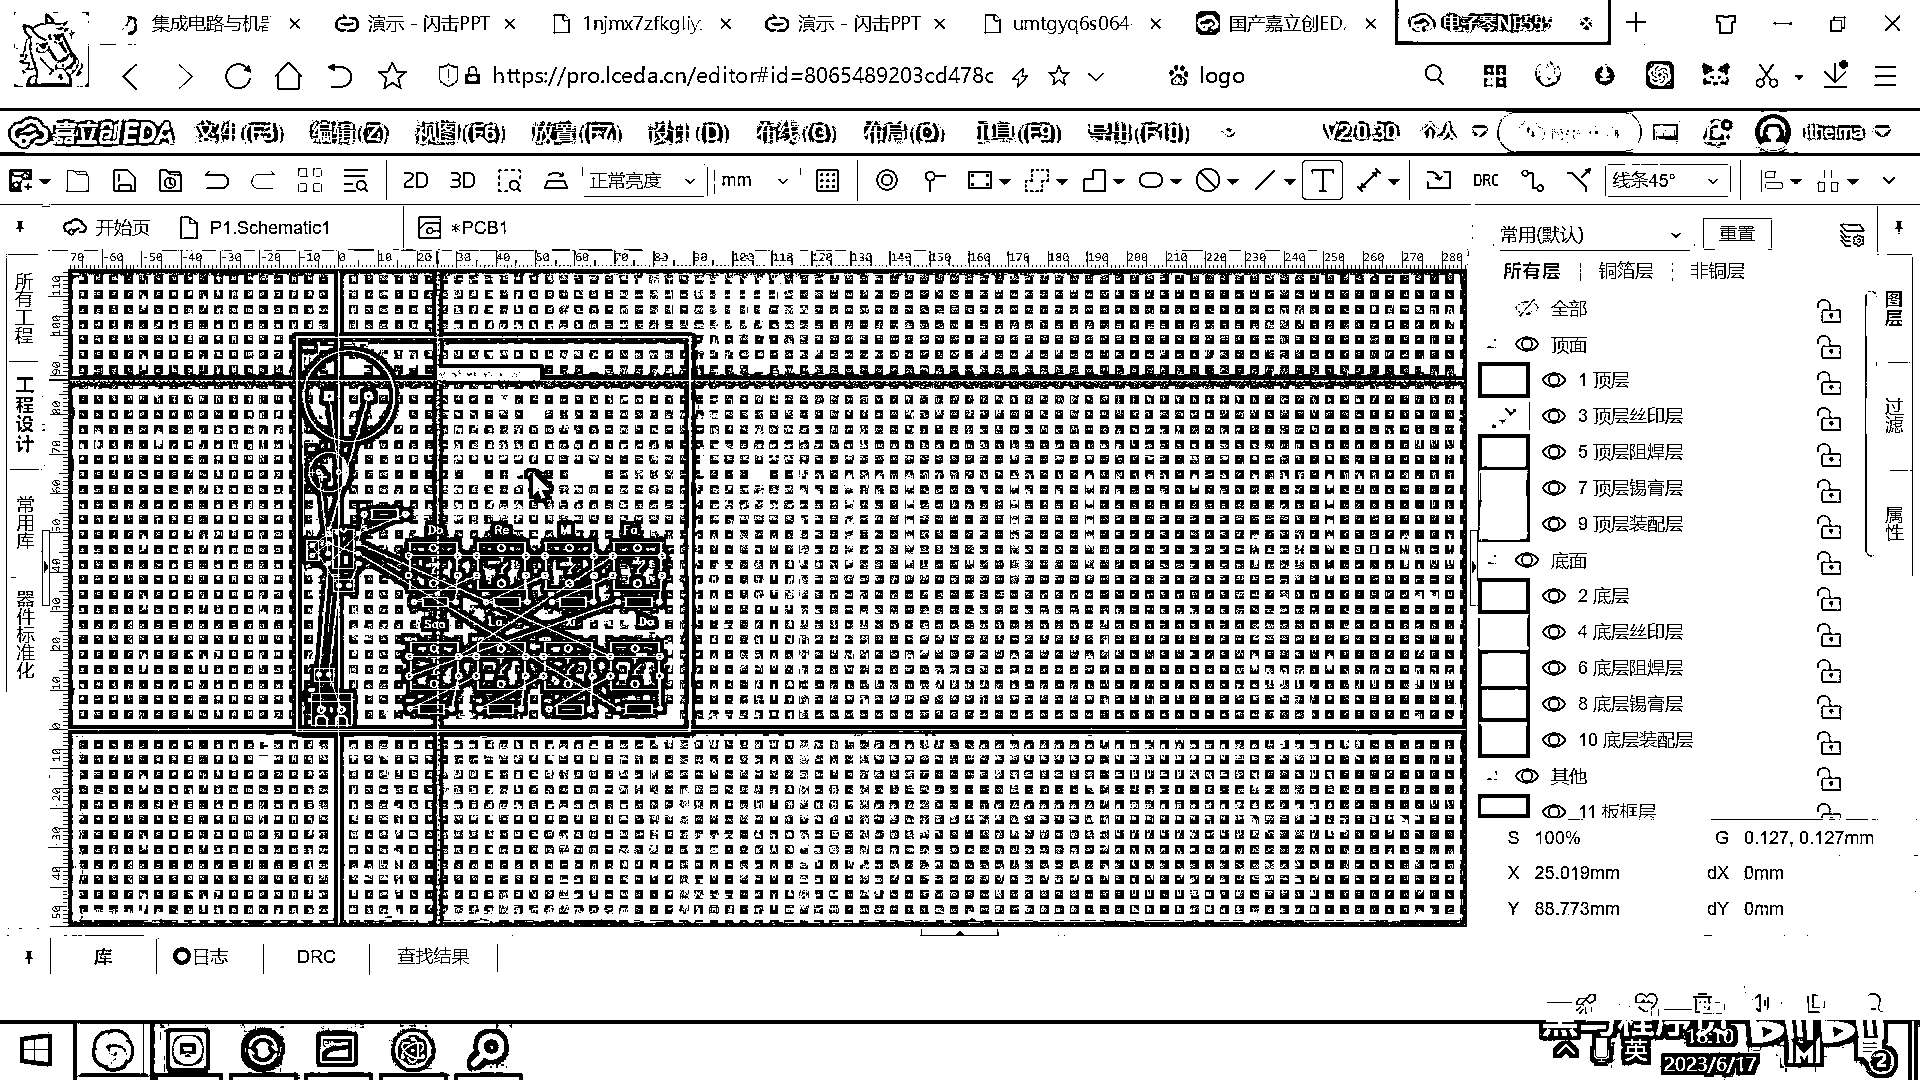 集成电路与机器
演示 - 闪击PPT
1njmx7zfkgliy.
演示 - 闪击PPT
umtgyq6s064
国产嘉立创ED.
电子琴NE555
https://pro.lceda.cn/editor#id=8065489203cd478c
logo
嘉立创EDA
文件(F3)
编辑(Z)
视图(F6)
放置(F7)
设计(D)
布线(G)
布局(O)
工具(F9)
导出(F10)
V2.0.30
个人
ithema
2D
3D
正常亮度
mm
DRC
线条45°
开始页
P1.Schematic1
*PCB1
常用(默认)
重置
所有层
铜箔层
非铜层
全部
顶面
1 顶层
3 顶层丝印层
5 顶层阻焊层
7 顶层锡膏层
9 顶层装配层
底面
2 底层
4 底层丝印层
6 底层阻焊层
8 底层锡膏层
10 底层装配层
其他
11 板框层
图层
过滤
属性
所有工程
工程设计
常用库
器件标准化
S 100%
G 0.127, 0.127mm
X 25.019mm
dX 0mm
Y 88.773mm
dY 0mm
库
日志
DRC
查找结果
英
18:10
2023/6/17
2